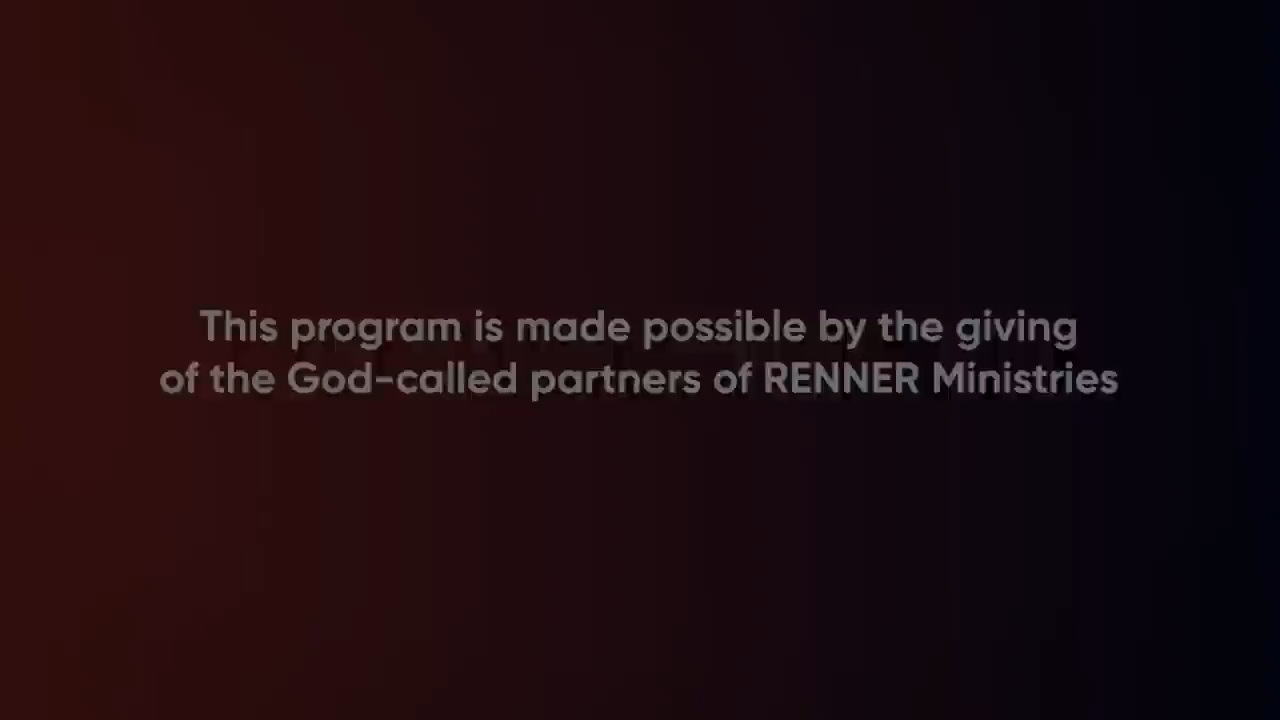 This program is made possible by the giving
of the God-called partners of RENNER Ministries